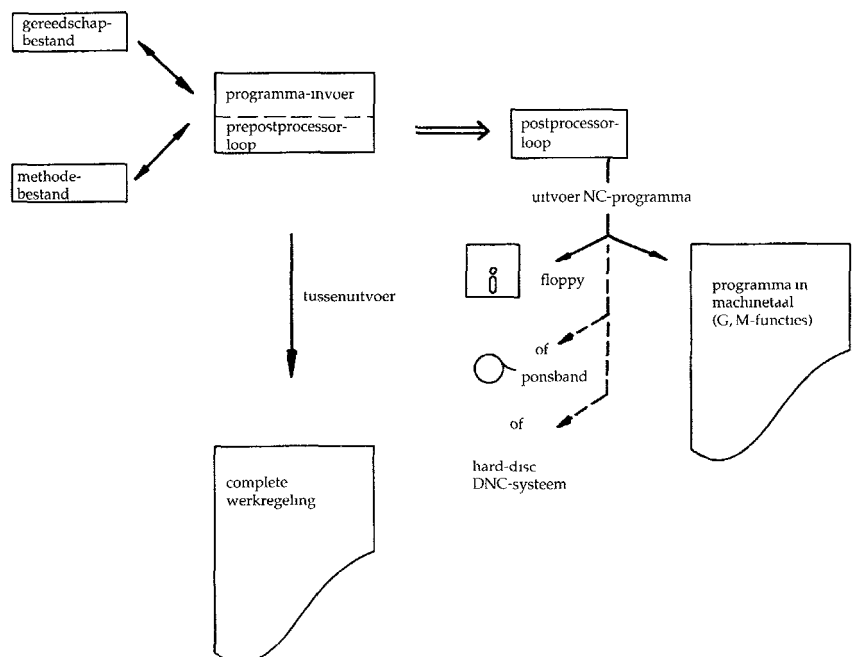 gereedschap-
bestand
programma-invoer
prepostprocessor-
loop
postprocessor-
loop
methode-
bestand
uitvoer NC-programma
floppy
programma in
machinetaal
(G, M-functies)
tussenuitvoer
of
ponsband
of
hard-disc
DNC-systeem
complete
werkregeling